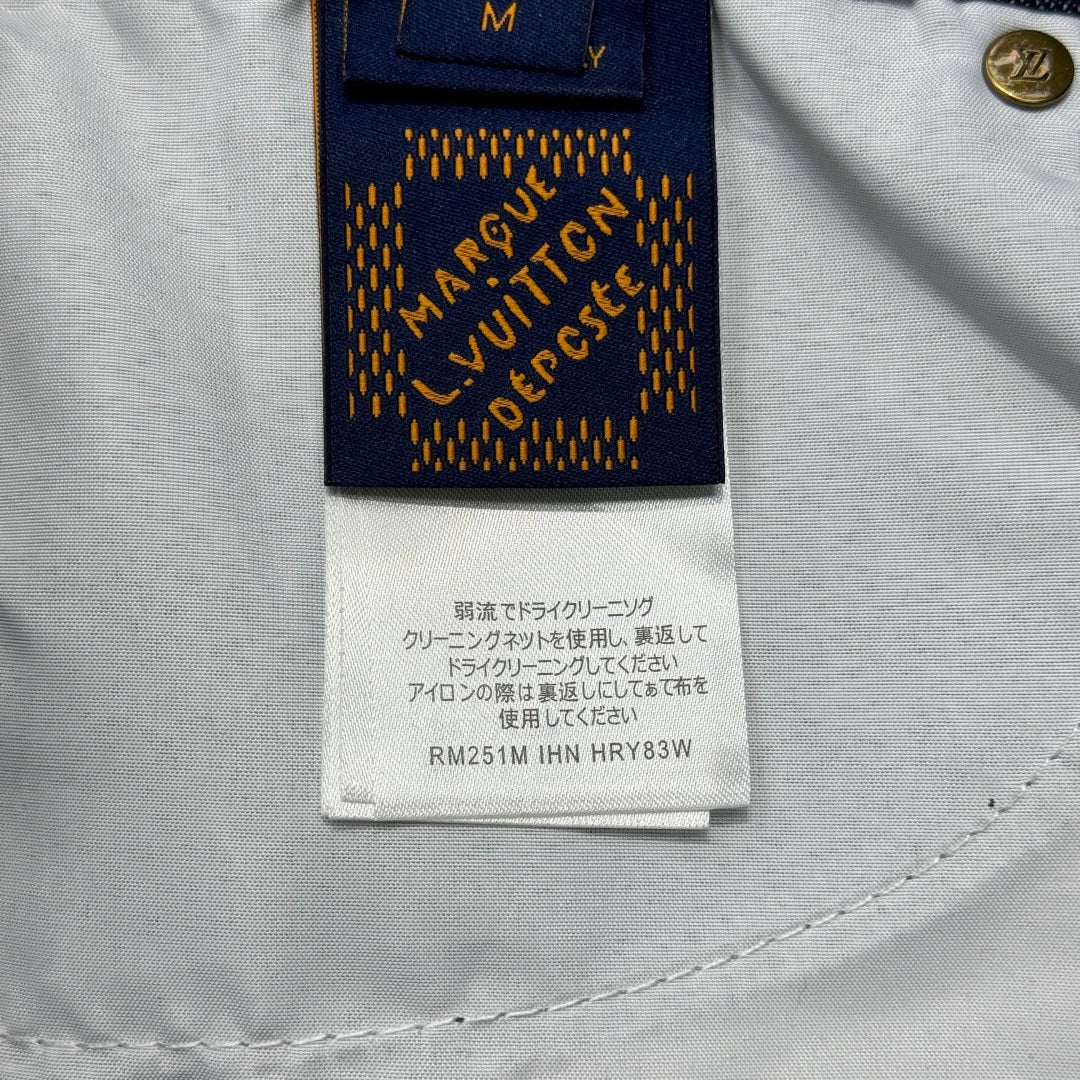 M
LY
MARQUE
L.VUITTON
DÉPOSÉE
LV
弱流でドライクリーニソグ
クリーニングネットを使用し、裏返して
ドライクリーニングしてください
アイロンの際は裏返しにしてあて布を
使用してください
RM251M IHN HRY83W